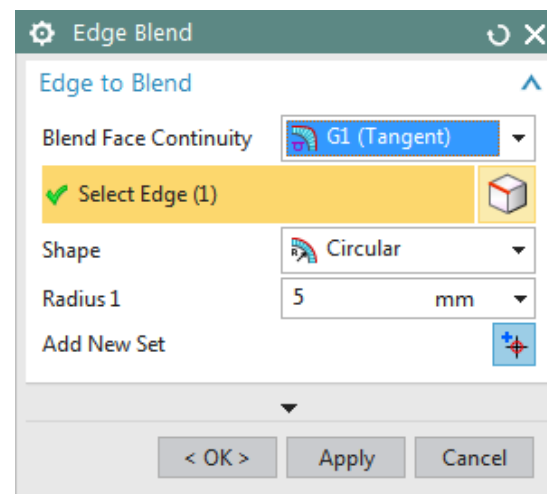 Edge Blend
Edge to Blend
Blend Face Continuity G1 (Tangent)
Select Edge (1)
Shape Circular
Radius 1 5 mm
Add New Set
< OK > Apply Cancel